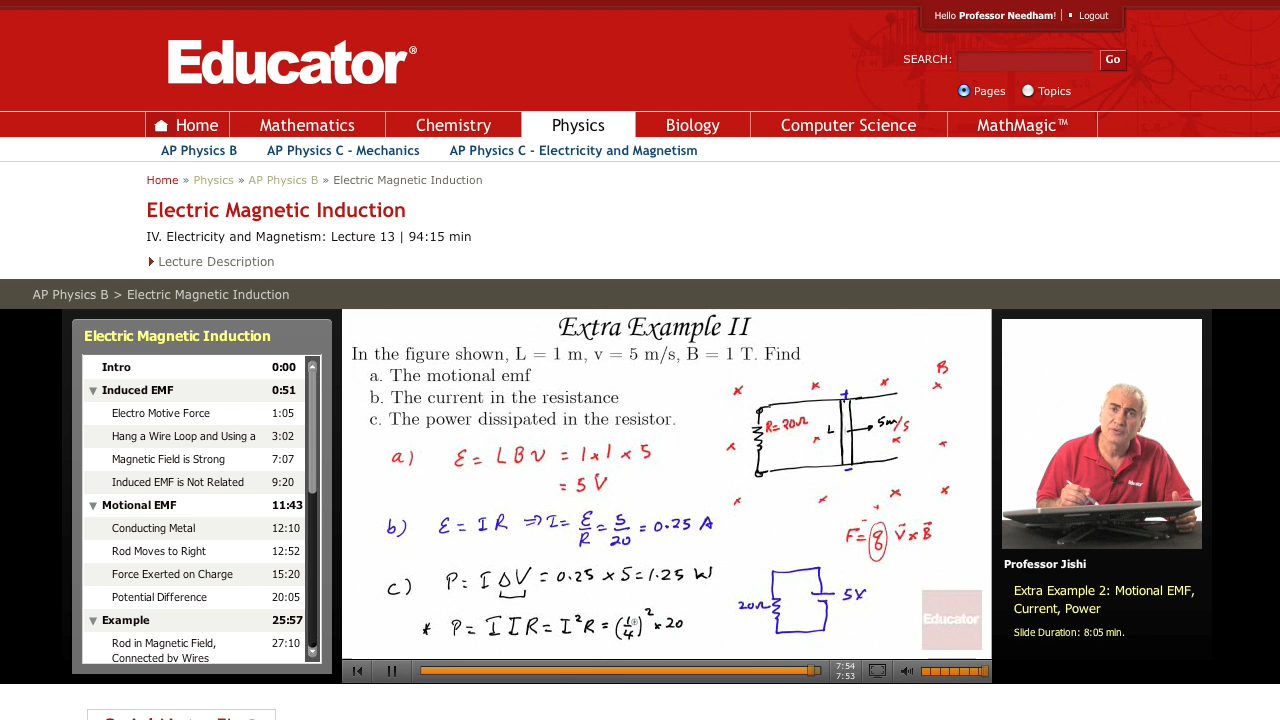 Hello Professor Needham! | Logout
Educator®
SEARCH: Go
Pages Topics
Home Mathematics Chemistry Physics Biology Computer Science MathMagic™
AP Physics B AP Physics C - Mechanics AP Physics C - Electricity and Magnetism
Home » Physics » AP Physics B » Electric Magnetic Induction
Electric Magnetic Induction
IV. Electricity and Magnetism: Lecture 13 | 94:15 min
Lecture Description
AP Physics B > Electric Magnetic Induction
Electric Magnetic Induction
Intro 0:00
Induced EMF 0:51
Electro Motive Force 1:05
Hang a Wire Loop and Using a 3:02
Magnetic Field is Strong 7:07
Induced EMF is Not Related 9:20
Motional EMF 11:43
Conducting Metal 12:10
Rod Moves to Right 12:52
Force Exerted on Charge 15:20
Potential Difference 20:05
Example 25:57
Rod in Magnetic Field, 27:10
Connected by Wires
Extra Example II
In the figure shown, L = 1 m, v = 5 m/s, B = 1 T. Find
a. The motional emf
b. The current in the resistance
c. The power dissipated in the resistor.
B
R=20Ω
L
5m/s
a) ε = L B v = 1 x 1 x 5
= 5 V
b) ε = I R ⇒ I = ε/R = 5/20 = 0.25 A
F = q V x B
c) P = I ΔV = 0.25 x 5 = 1.25 W
* P = I I R = I² R = (1/4)² x 20
20Ω
5V
Educator
7:54
7:53
Professor Jishi
Extra Example 2: Motional EMF,
Current, Power
Slide Duration: 8:05 min.